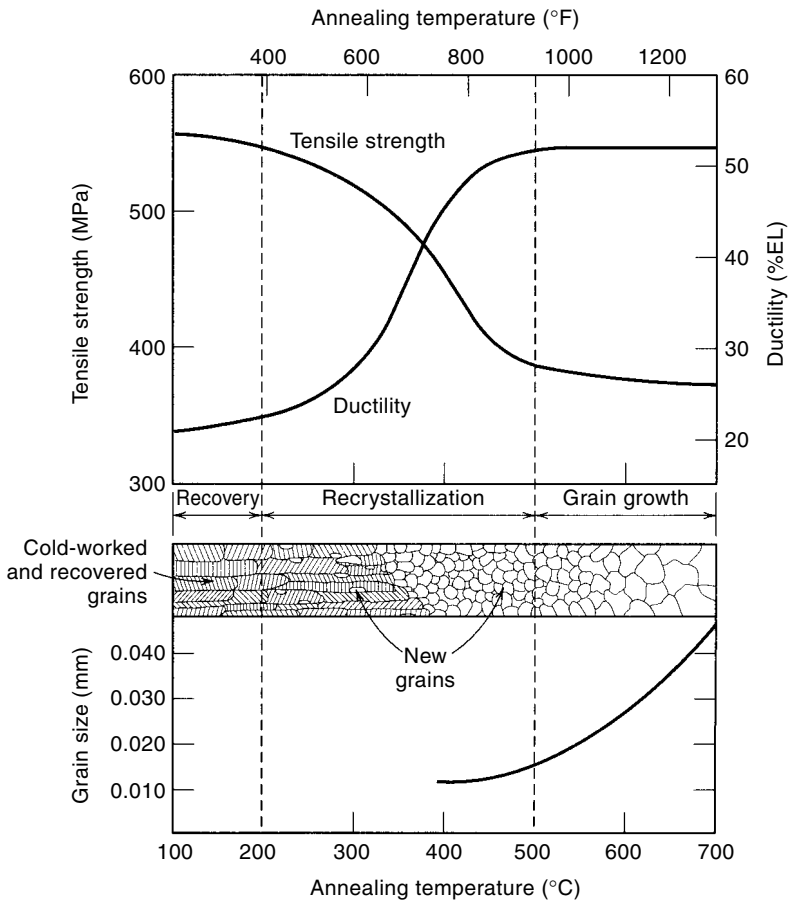 Annealing temperature (°F)
400 600 800 1000 1200
600
60
Tensile strength
50
500
Tensile strength (MPa)
40
Ductility (%EL)
400
30
Ductility
20
300
Recovery Recrystallization Grain growth
Cold-worked
and recovered
grains
New
grains
0.040
0.030
Grain size (mm)
0.020
0.010
100 200 300 400 500 600 700
Annealing temperature (°C)